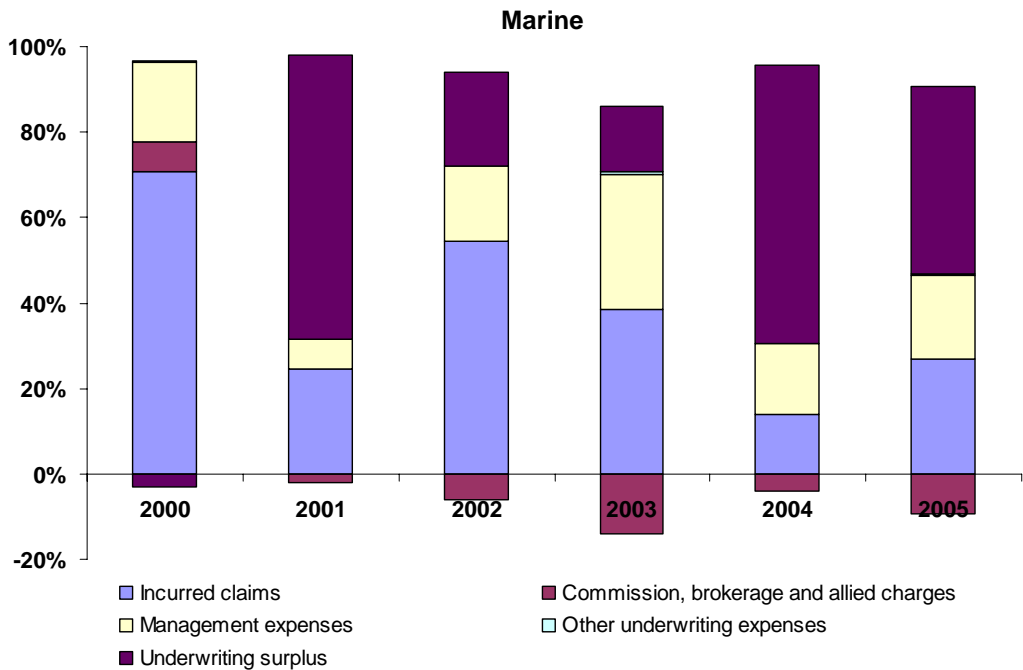 Marine
100%
80%
60%
40%
20%
0%
2000 2001 2002 2003 2004 2005
-20%
Incurred claims Commission, brokerage and allied charges
Management expenses Other underwriting expenses
Underwriting surplus